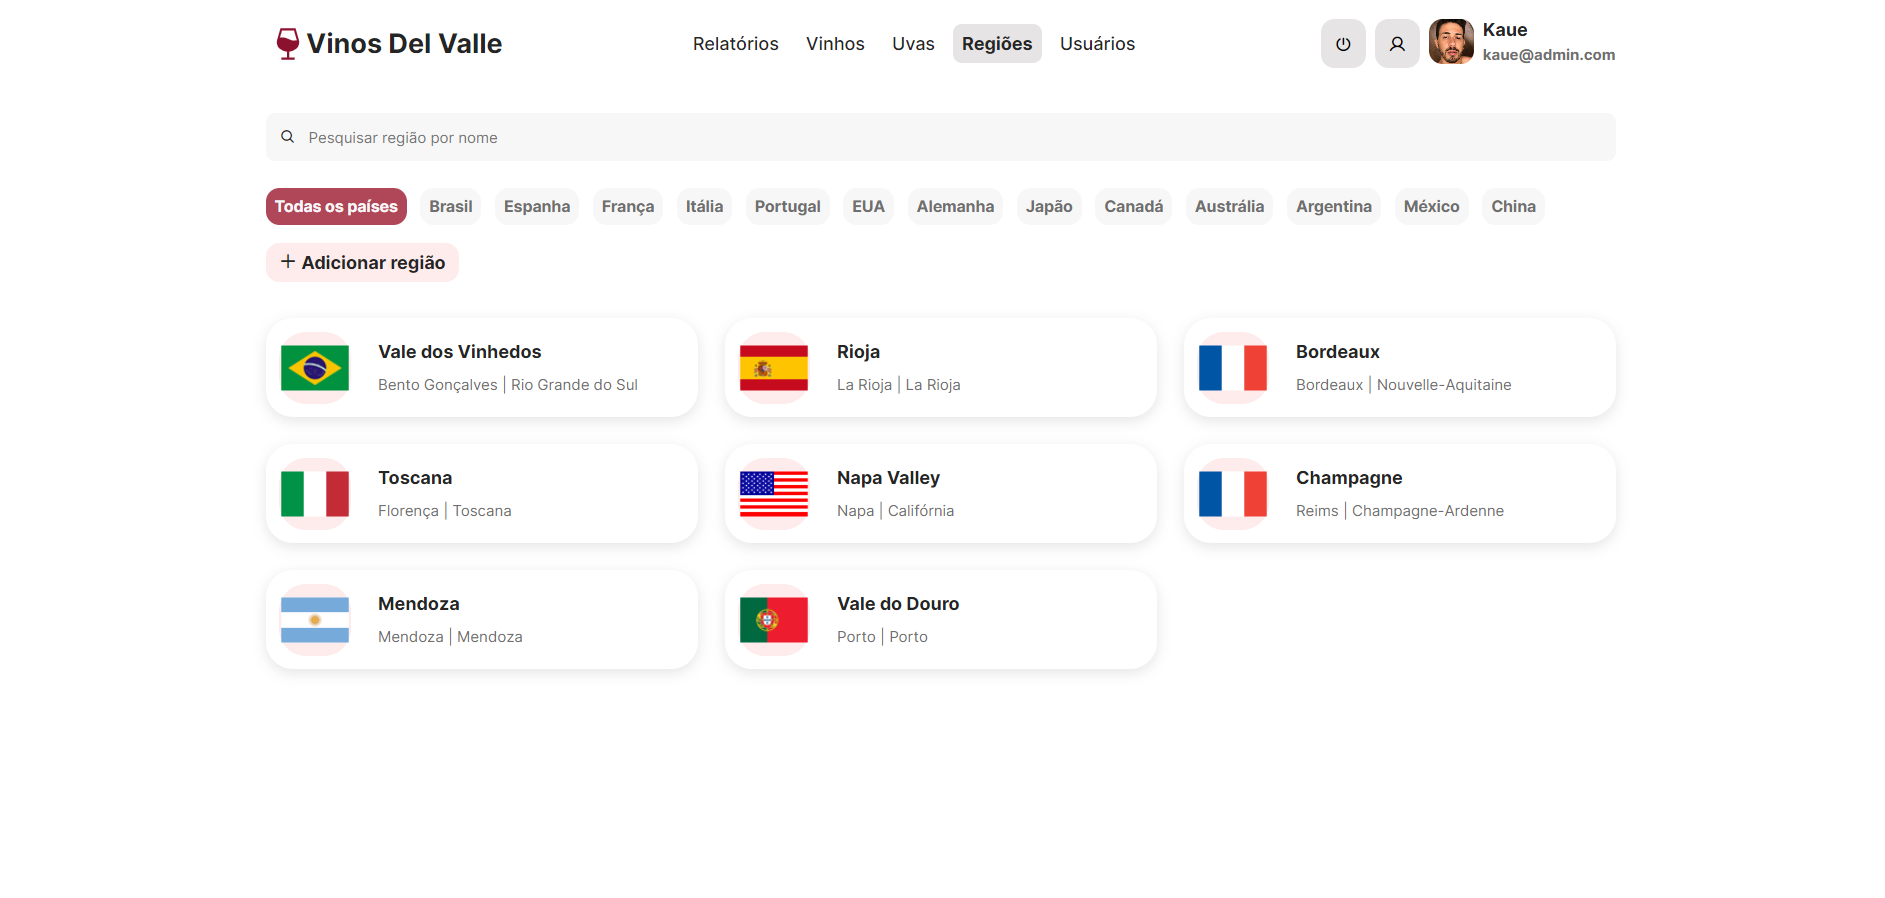 Vinos Del Valle
Relatórios Vinhos Uvas Regiões Usuários
Kaue
kaue@admin.com
Pesquisar região por nome
Todas os países Brasil Espanha França Itália Portugal EUA Alemanha Japão Canadá Austrália Argentina México China
+ Adicionar região
Vale dos Vinhedos
Bento Gonçalves | Rio Grande do Sul
Rioja
La Rioja | La Rioja
Bordeaux
Bordeaux | Nouvelle-Aquitaine
Toscana
Florença | Toscana
Napa Valley
Napa | Califórnia
Champagne
Reims | Champagne-Ardenne
Mendoza
Mendoza | Mendoza
Vale do Douro
Porto | Porto